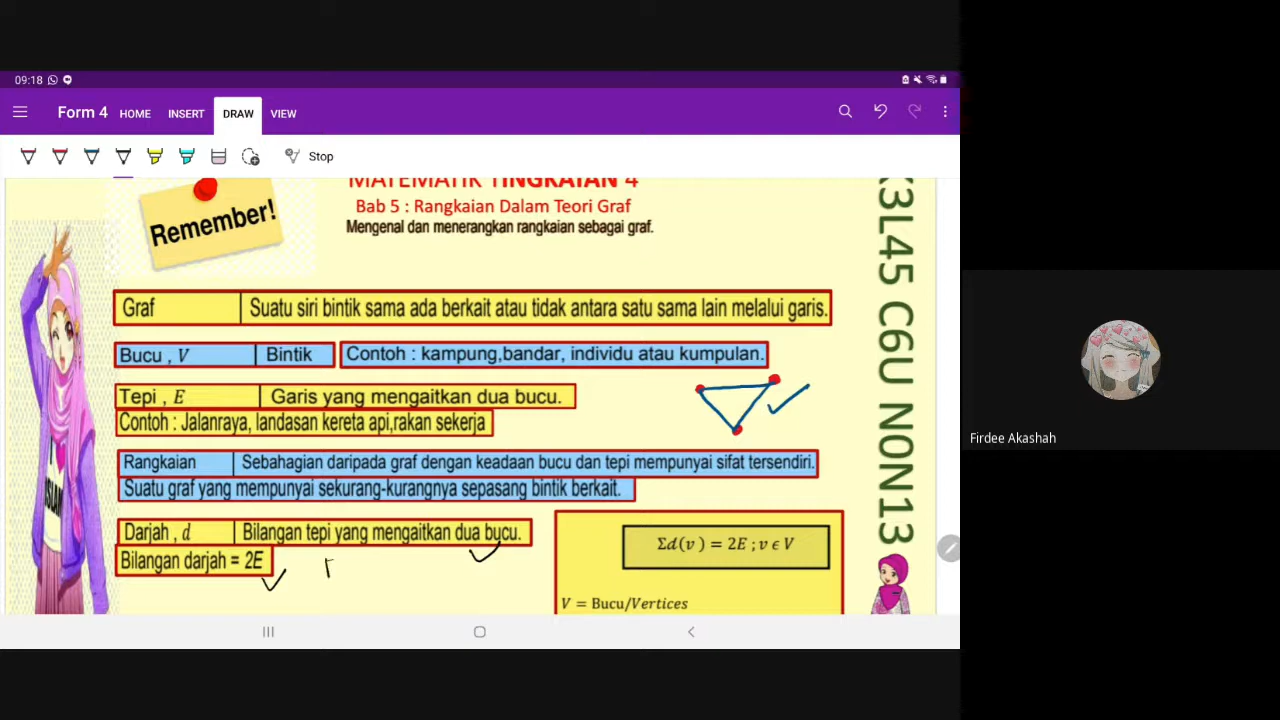 09:18
Form 4 HOME INSERT DRAW VIEW
Stop
Remember!
MATEMATIK TINGKATAN 4
Bab 5 : Rangkaian Dalam Teori Graf
Mengenal dan menerangkan rangkaian sebagai graf.
Graf Suatu siri bintik sama ada berkait atau tidak antara satu sama lain melalui garis.
Bucu , V Bintik Contoh : kampung,bandar, individu atau kumpulan.
Tepi , E Garis yang mengaitkan dua bucu.
Contoh : Jalanraya, landasan kereta api,rakan sekerja
Rangkaian Sebahagian daripada graf dengan keadaan bucu dan tepi mempunyai sifat tersendiri.
Suatu graf yang mempunyai sekurang-kurangnya sepasang bintik berkait.
Darjah , d Bilangan tepi yang mengaitkan dua bucu.
Bilangan darjah = 2E
Σd(v) = 2E ; v ϵ V
V = Bucu/Vertices
K3L45 C6U NON13
Firdee Akashah